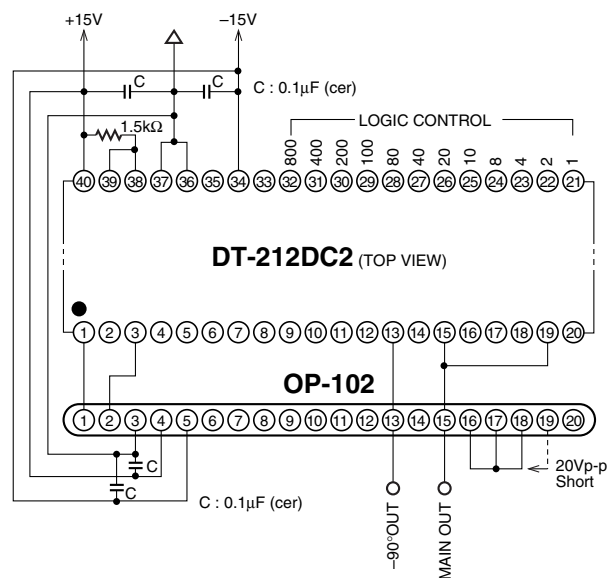 +15V
−15V
C
C
C : 0.1µF (cer)
1.5kΩ
LOGIC CONTROL
800 400 200 100 80 40 20 10 8 4 2 1
40 39 38 37 36 35 34 33 32 31 30 29 28 27 26 25 24 23 22 21
DT-212DC2 (TOP VIEW)
1 2 3 4 5 6 7 8 9 10 11 12 13 14 15 16 17 18 19 20
OP-102
1 2 3 4 5 6 7 8 9 10 11 12 13 14 15 16 17 18 19 20
C
C
C : 0.1µF (cer)
20Vp-p
Short
−90°OUT
MAIN OUT